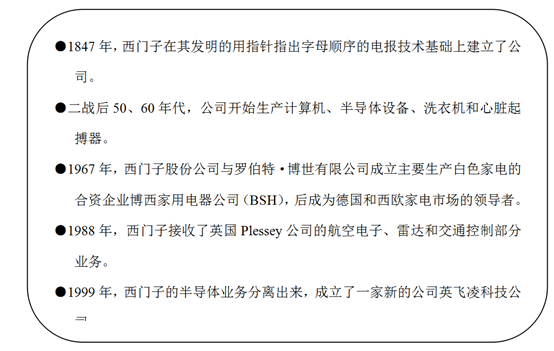 ●1847 年，西门子在其发明的用指针指出字母顺序的电报技术基础上建立了公
司。
●二战后 50、60 年代，公司开始生产计算机、半导体设备、洗衣机和心脏起
搏器。
●1967 年，西门子股份公司与罗伯特·博世有限公司成立主要生产白色家电的
合资企业博西家用电器公司（BSH），后成为德国和西欧家电市场的领导者。
●1988 年，西门子接收了英国 Plessey 公司的航空电子、雷达和交通控制部分
业务。
●1999 年，西门子的半导体业务分离出来，成立了一家新的公司英飞凌科技公